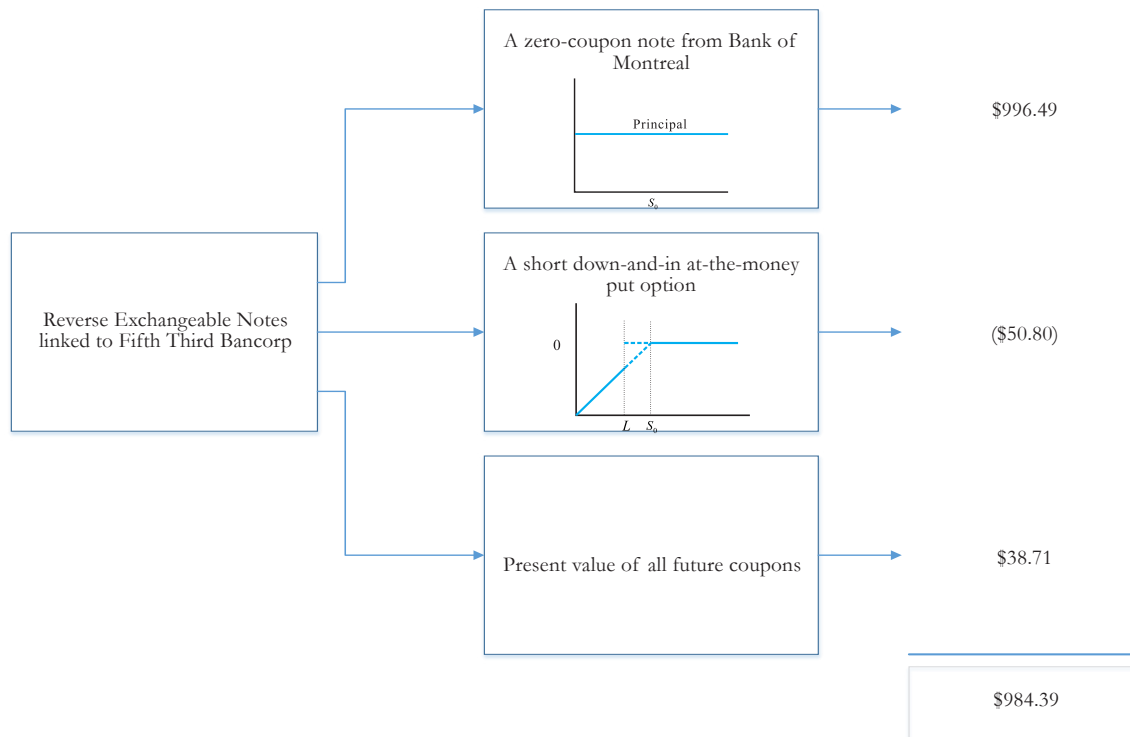 A zero-coupon note from Bank of
Montreal
Principal
S₀
$996.49
Reverse Exchangeable Notes
linked to Fifth Third Bancorp
A short down-and-in at-the-money
put option
0
L S₀
($50.80)
Present value of all future coupons
$38.71
$984.39